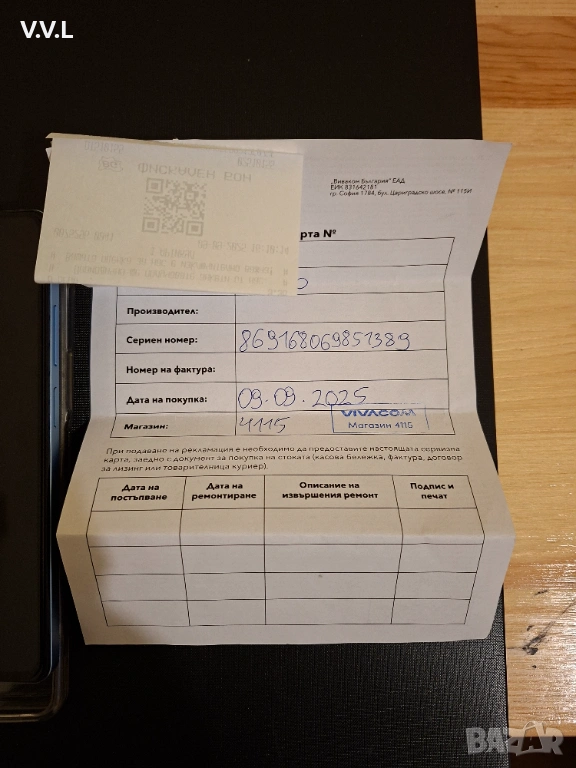 V.V.L
ФИСКАЛЕН БОН
„Виваком България" ЕАД
ЕИК 831642181
гр. София 1784, бул. Цариградско шосе, № 115И
рта №
Производител:
Сериен номер: 869168069851389
Номер на фактура:
Дата на покупка: 09.09.2025
Магазин: 4115
VIVACOM
Магазин 4115
При подаване на рекламация е необходимо да предоставите настоящата сервизна
карта, заедно с документ за покупка на стоката (касова бележка, фактура, договор
за лизинг или товарителница куриер).
Дата на постъпване
Дата на ремонтиране
Описание на извършения ремонт
Подпис и печат
BAZAR